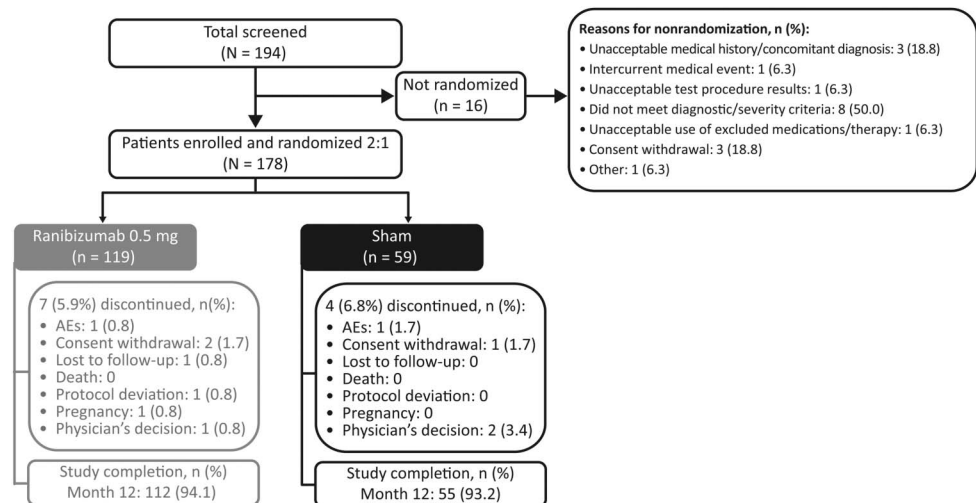 Total screened
(N = 194)
Not randomized
(n = 16)
Reasons for nonrandomization, n (%):
• Unacceptable medical history/concomitant diagnosis: 3 (18.8)
• Intercurrent medical event: 1 (6.3)
• Unacceptable test procedure results: 1 (6.3)
• Did not meet diagnostic/severity criteria: 8 (50.0)
• Unacceptable use of excluded medications/therapy: 1 (6.3)
• Consent withdrawal: 3 (18.8)
• Other: 1 (6.3)
Patients enrolled and randomized 2:1
(N = 178)
Ranibizumab 0.5 mg
(n = 119)
7 (5.9%) discontinued, n(%):
• AEs: 1 (0.8)
• Consent withdrawal: 2 (1.7)
• Lost to follow-up: 1 (0.8)
• Death: 0
• Protocol deviation: 1 (0.8)
• Pregnancy: 1 (0.8)
• Physician’s decision: 1 (0.8)
Study completion, n (%)
Month 12: 112 (94.1)
Sham
(n = 59)
4 (6.8%) discontinued, n (%):
• AEs: 1 (1.7)
• Consent withdrawal: 1 (1.7)
• Lost to follow-up: 0
• Death: 0
• Protocol deviation: 0
• Pregnancy: 0
• Physician’s decision: 2 (3.4)
Study completion, n (%)
Month 12: 55 (93.2)